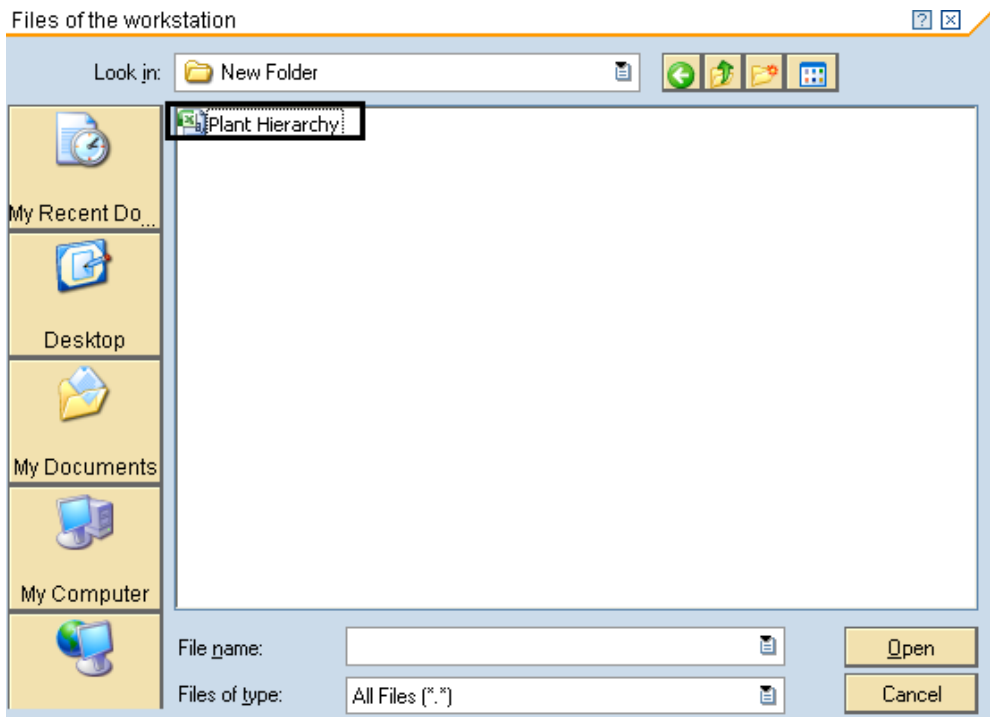 Files of the workstation
Look in:
New Folder
Plant Hierarchy
My Recent Do...
Desktop
My Documents
My Computer
File name:
Open
Files of type:
All Files (*.*)
Cancel